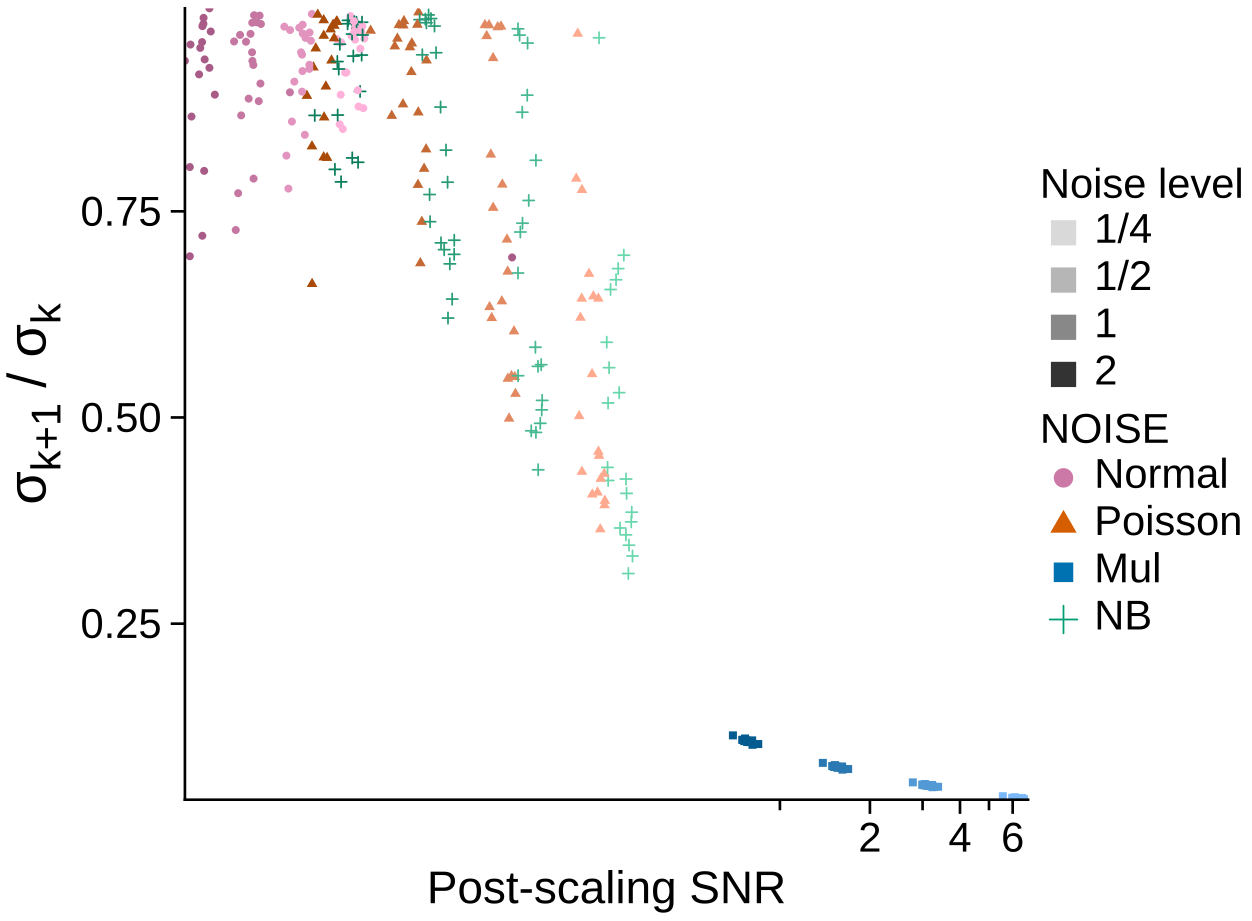 0.75
0.50
0.25
σk+1 / σk
2 4 6
Post-scaling SNR
Noise level
1/4
1/2
1
2
NOISE
Normal
Poisson
Mul
NB